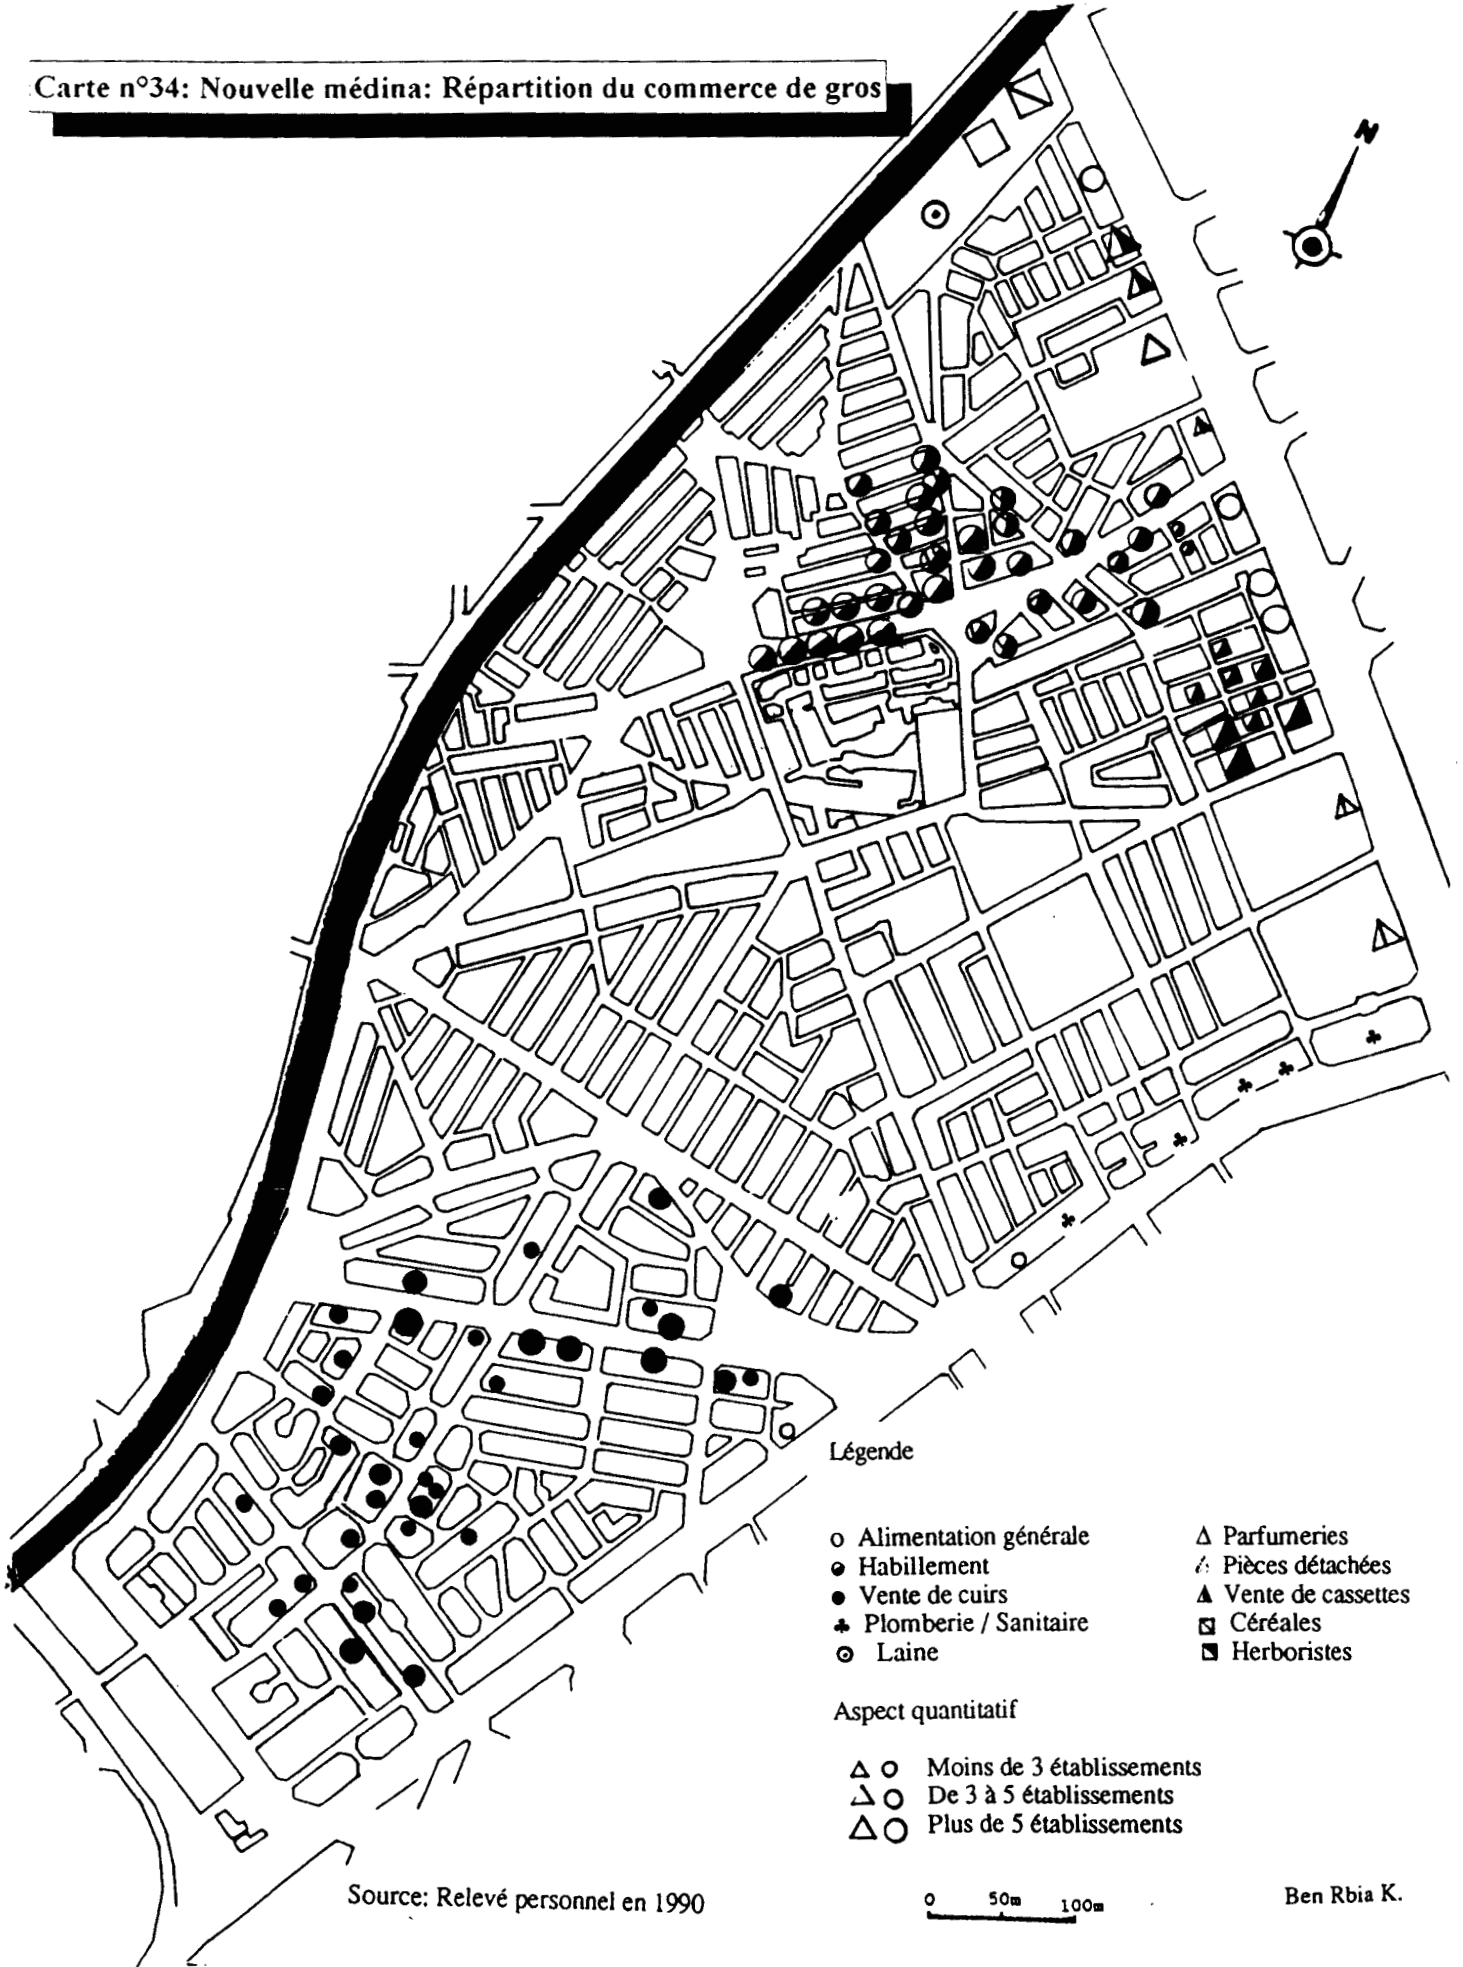 Carte n°34: Nouvelle médina: Répartition du commerce de gros
N
Légende
Alimentation générale
Habillement
Vente de cuirs
Plomberie / Sanitaire
Laine
Parfumeries
Pièces détachées
Vente de cassettes
Céréales
Herboristes
Aspect quantitatif
Moins de 3 établissements
De 3 à 5 établissements
Plus de 5 établissements
Source: Relevé personnel en 1990
0 50m 100m
Ben Rbia K.